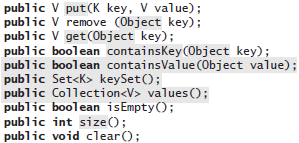 public V put(K key, V value);
public V remove (Object key);
public V get(Object key);
public boolean containsKey(Object key);
public boolean containsValue(Object value);
public Set<K> keySet();
public Collection<V> values();
public boolean isEmpty();
public int size();
public void clear();